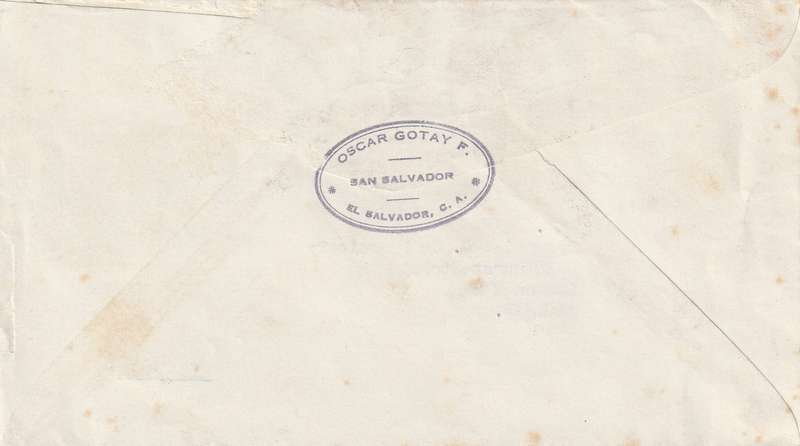 OSCAR GOTAY F.
SAN SALVADOR
EL SALVADOR, C. A.